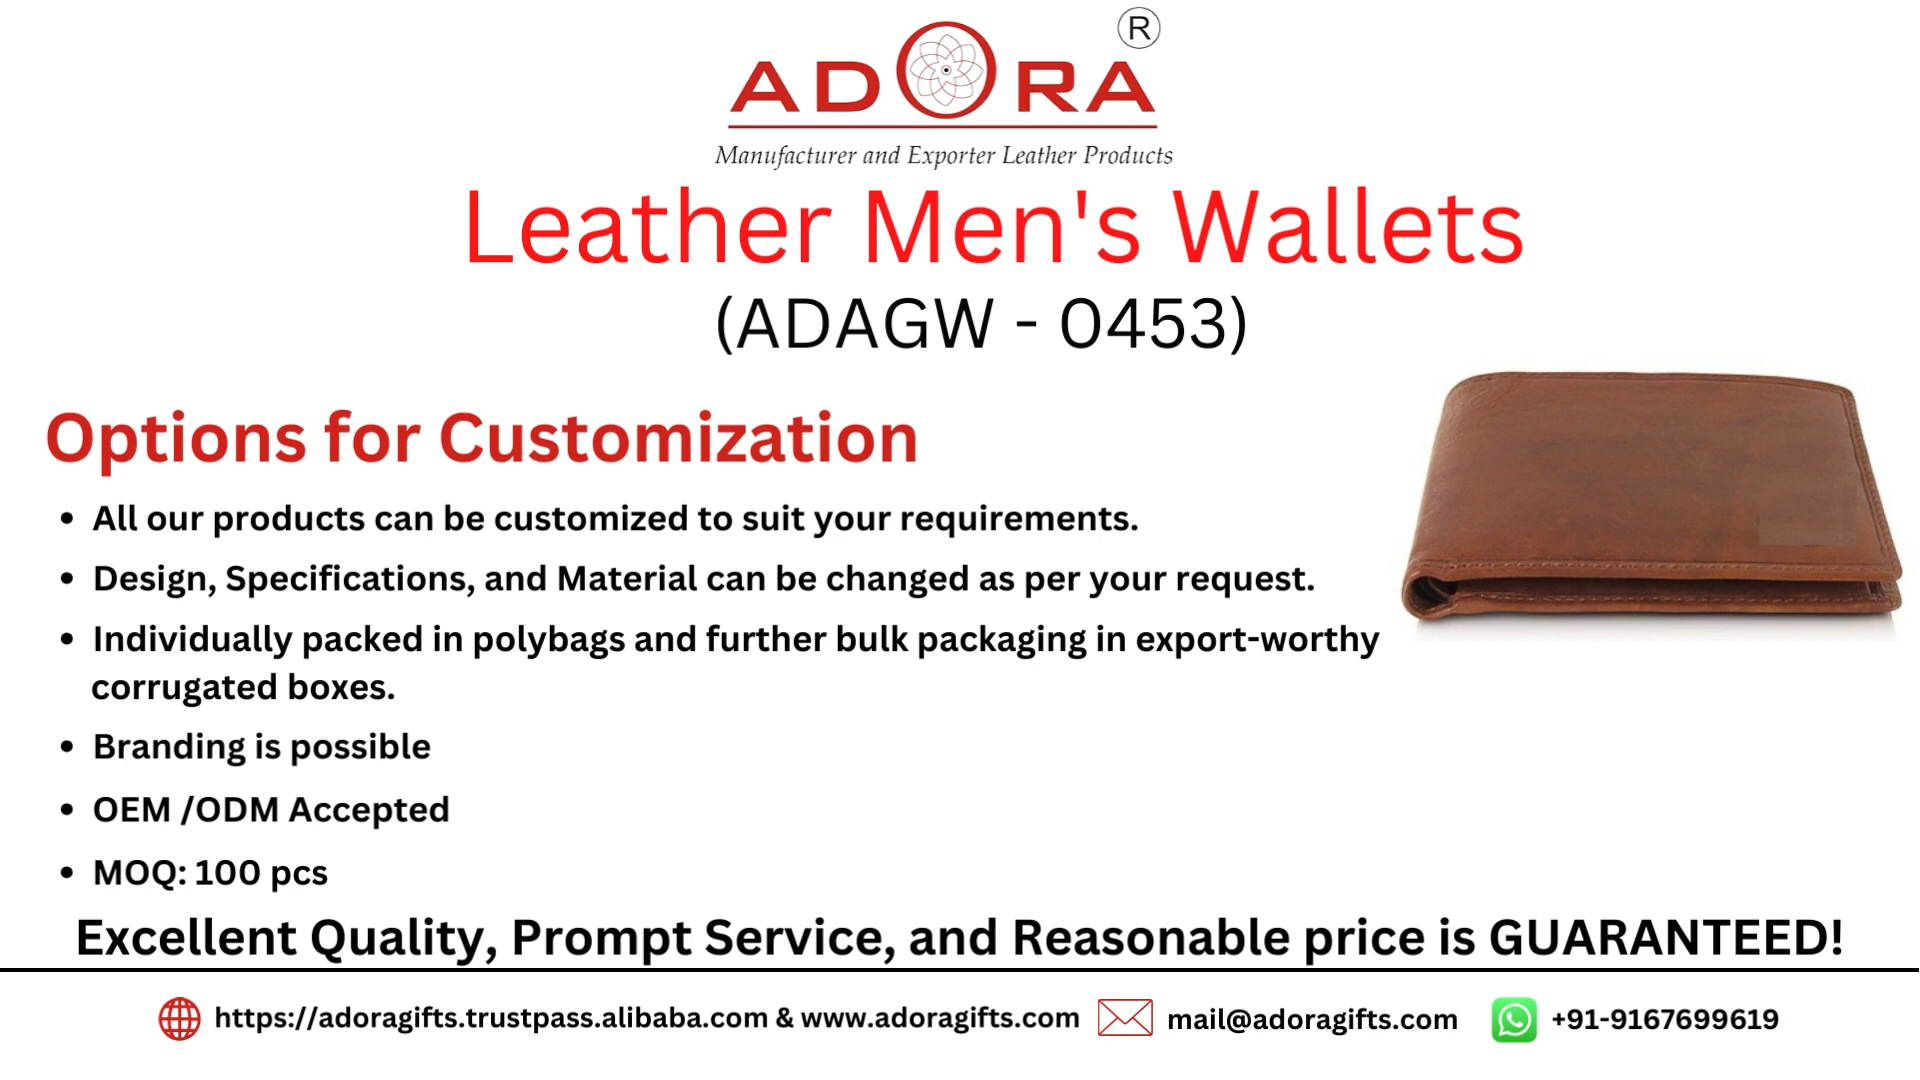 ADORA ®
Manufacturer and Exporter Leather Products
Leather Men's Wallets
(ADAGW - 0453)
Options for Customization
• All our products can be customized to suit your requirements.
• Design, Specifications, and Material can be changed as per your request.
• Individually packed in polybags and further bulk packaging in export-worthy
corrugated boxes.
• Branding is possible
• OEM /ODM Accepted
• MOQ: 100 pcs
Excellent Quality, Prompt Service, and Reasonable price is GUARANTEED!
https://adoragifts.trustpass.alibaba.com & www.adoragifts.com mail@adoragifts.com +91-9167699619